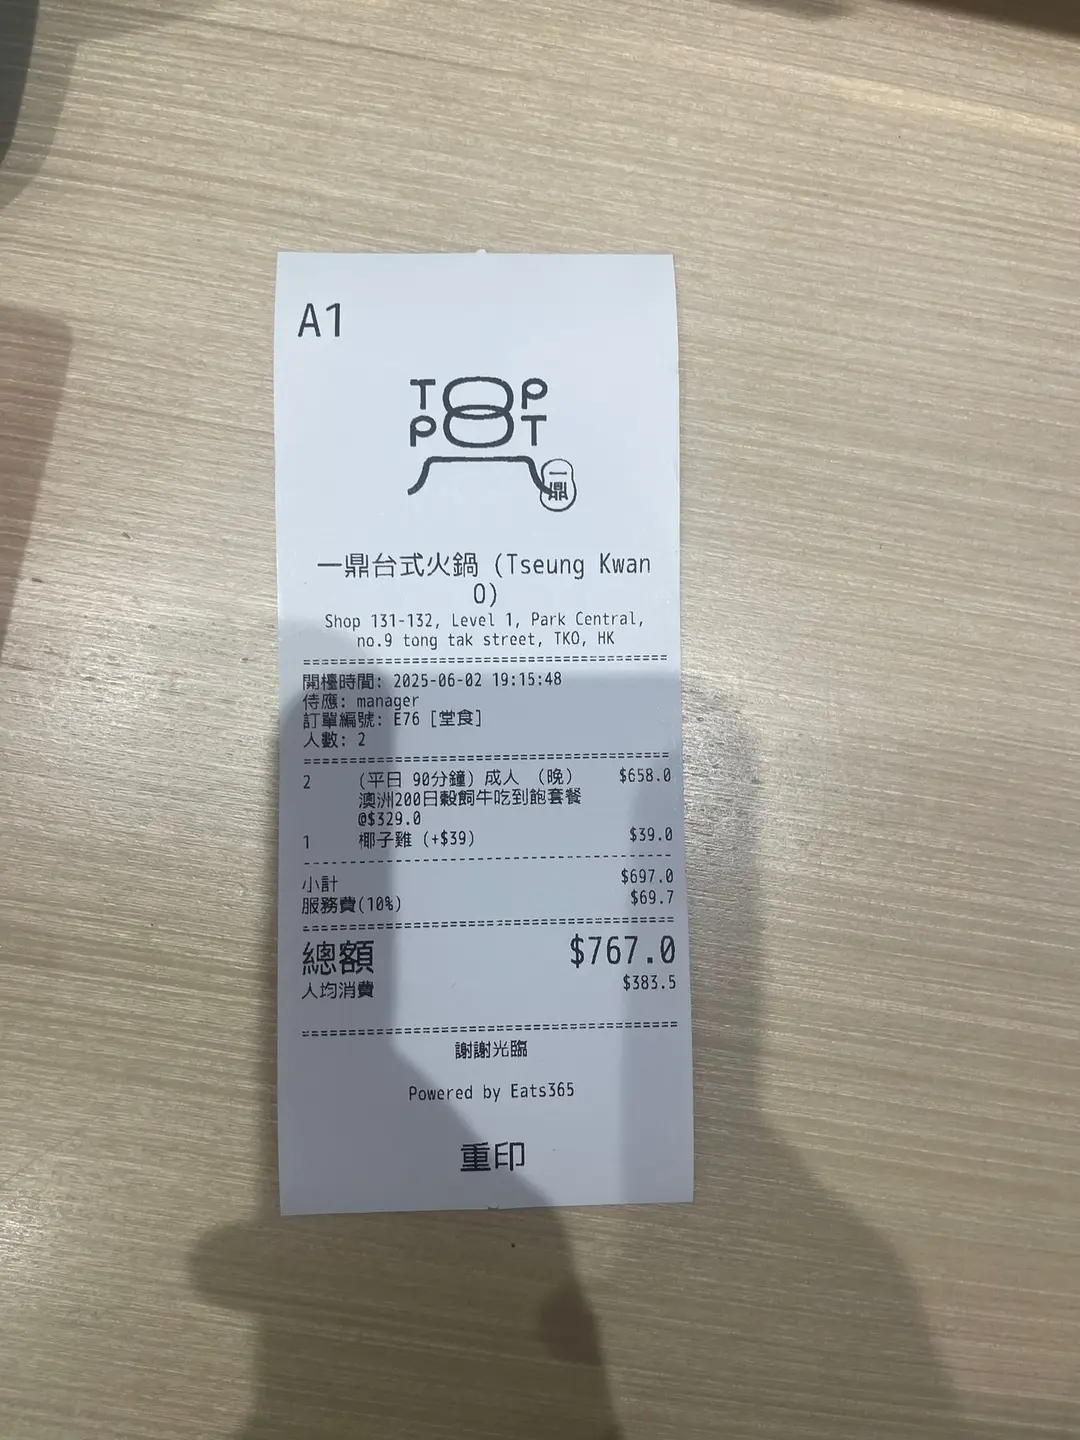 A1
TOP
POT
一鼎
一鼎台式火鍋 (Tseung Kwan
O)
Shop 131-132, Level 1, Park Central,
no.9 tong tak street, TKO, HK
開檯時間: 2025-06-02 19:15:48
侍應: manager
訂單編號: E76 [堂食]
人數: 2
2 (平日 90分鐘) 成人 (晚) $658.0
澳洲200日穀飼牛吃到飽套餐
@$329.0
1 椰子雞 (+$39) $39.0
小計 $697.0
服務費(10%) $69.7
總額 $767.0
人均消費 $383.5
謝謝光臨
Powered by Eats365
重印